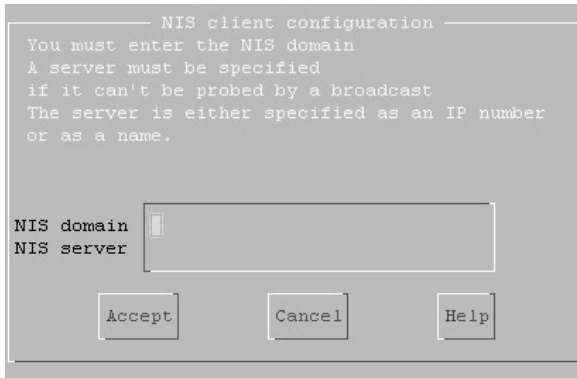 NIS client configuration
You must enter the NIS domain
A server must be specified
if it can't be probed by a broadcast
The server is either specified as an IP number
or as a name.
NIS domain
NIS server
Accept Cancel Help